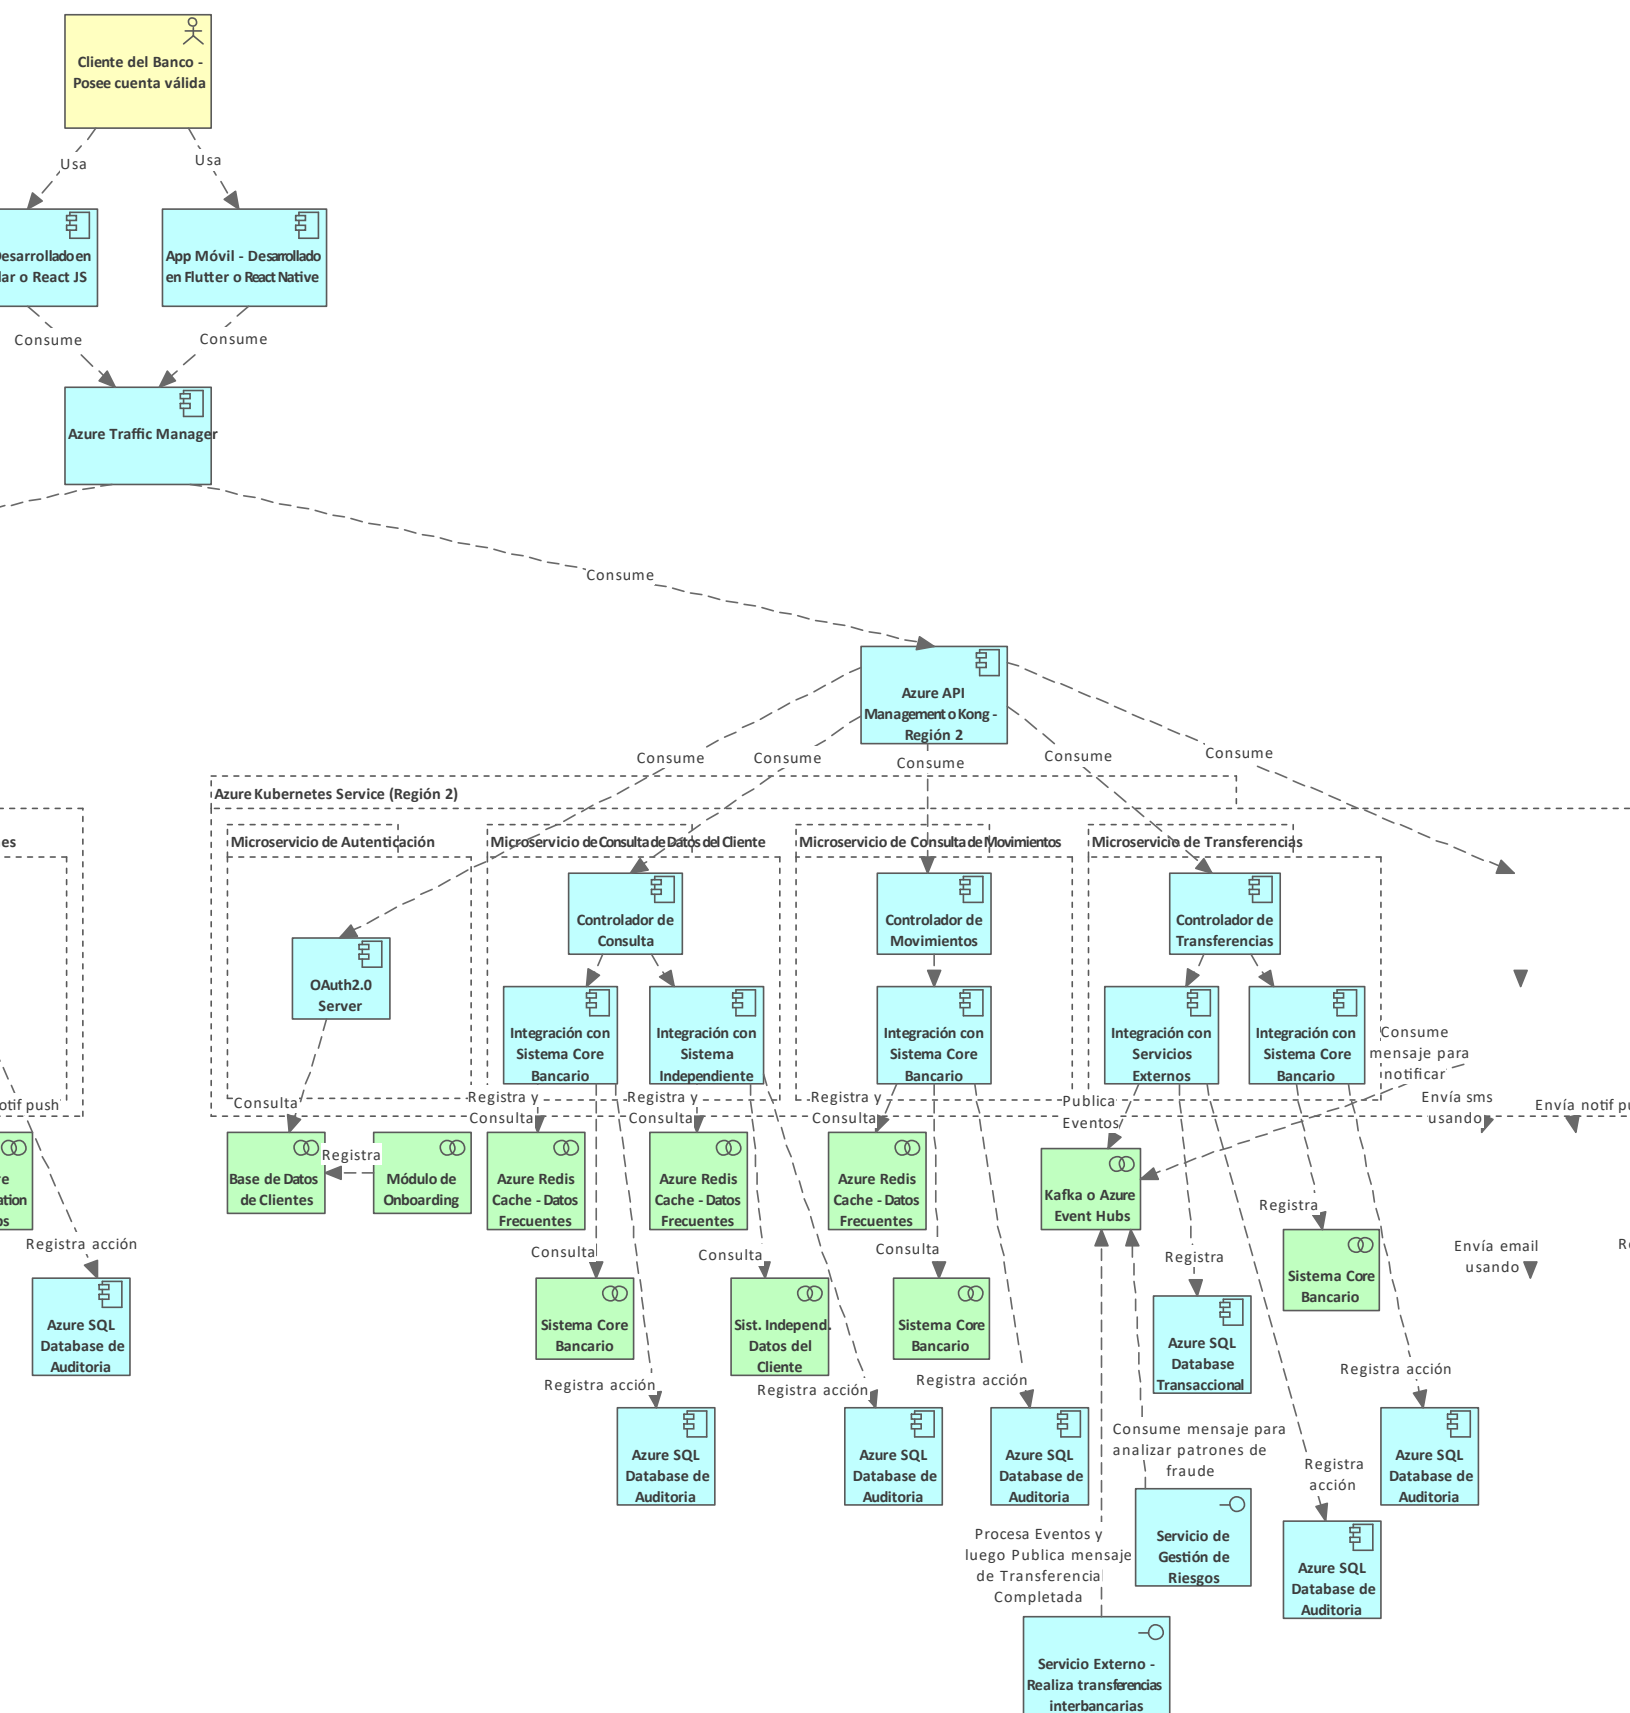 Cliente del Banco -
Posee cuenta válida
Usa
Usa
App Móvil - Desarrollado
en Flutter o React Native
o React JS
Consume
Consume
Azure Traffic Manager
Consume
Azure API
Management o Kong -
Región 2
Consume
Consume
Consume
Consume
Consume
Azure Kubernetes Service (Región 2)
Microservicio de Autenticación
Microservicio de Consulta de Datos del Cliente
Microservicio de Consulta de Movimientos
Microservicio de Transferencias
Controlador de
Consulta
Controlador de
Movimientos
Controlador de
Transferencias
OAuth2.0
Server
Integración con
Sistema Core
Bancario
Integración con
Sistema
Independiente
Integración con
Sistema Core
Bancario
Integración con
Servicios
Externos
Integración con
Sistema Core
Bancario
Consume
mensaje para
notificar
push
Consulta
Registra y
Consulta
Registra y
Consulta
Registra y
Consulta
Publica
Eventos
Envía sms
usando
Envía notif
Base de Datos
de Clientes
Registra
Módulo de
Onboarding
Azure Redis
Cache - Datos
Frecuentes
Azure Redis
Cache - Datos
Frecuentes
Azure Redis
Cache - Datos
Frecuentes
Kafka o Azure
Event Hubs
Registra
Registra acción
Consulta
Consulta
Consulta
Registra
Sistema Core
Bancario
Envía email
usando
Azure SQL
Database de
Auditoria
Sistema Core
Bancario
Sist. Independ.
Datos del
Cliente
Sistema Core
Bancario
Azure SQL
Database
Transaccional
Registra acción
Registra acción
Registra acción
Registra acción
Azure SQL
Database de
Auditoria
Azure SQL
Database de
Auditoria
Azure SQL
Database de
Auditoria
Consume mensaje para
analizar patrones de
fraude
Registra
acción
Azure SQL
Database de
Auditoria
Procesa Eventos y
luego Publica mensaje
de Transferencia
Completada
Servicio de
Gestión de
Riesgos
Azure SQL
Database de
Auditoria
Servicio Externo -
Realiza transferencias
interbancarias